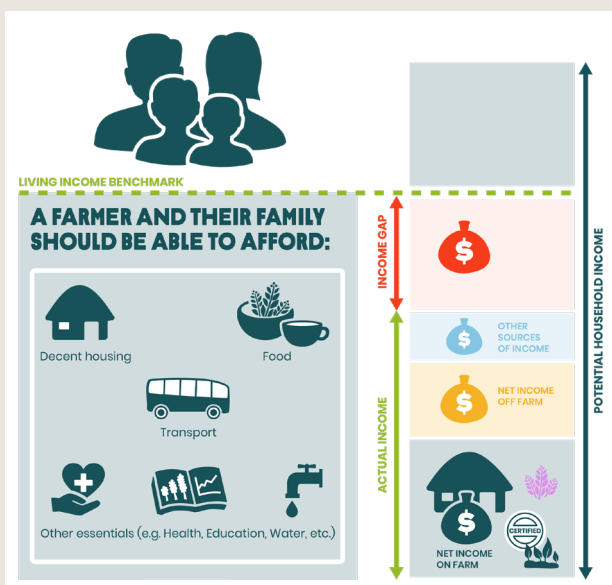 LIVING INCOME BENCHMARK
A FARMER AND THEIR FAMILY
SHOULD BE ABLE TO AFFORD:
Decent housing
Food
Transport
Other essentials (e.g. Health, Education, Water, etc.)
INCOME GAP
ACTUAL INCOME
$
$
OTHER
SOURCES
OF INCOME
$
NET INCOME
OFF FARM
$
CERTIFIED
NET INCOME
ON FARM
POTENTIAL HOUSEHOLD INCOME